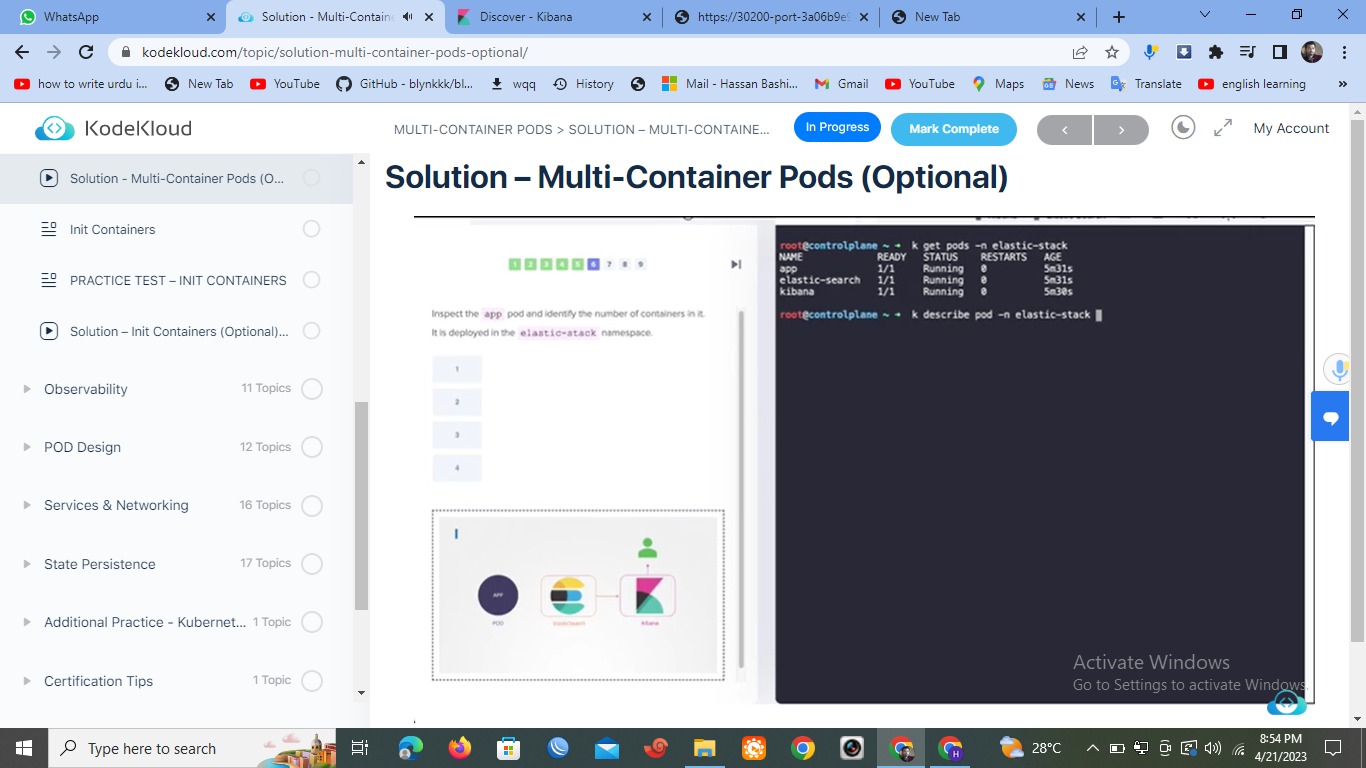 WhatsApp
Solution - Multi-Contain
Discover - Kibana
https://30200-port-3a06b9e9
New Tab
kodekloud.com/topic/solution-multi-container-pods-optional/
how to write urdu i...
New Tab
YouTube
GitHub - blynkkk/bl...
wqq
History
Mail - Hassan Bashi...
Gmail
YouTube
Maps
News
Translate
english learning
»
KodeKloud
MULTI-CONTAINER PODS > SOLUTION – MULTI-CONTAINE...
In Progress
Mark Complete
My Account
Solution - Multi-Container Pods (O...
Init Containers
PRACTICE TEST – INIT CONTAINERS
Solution – Init Containers (Optional)...
Observability 11 Topics
POD Design 12 Topics
Services & Networking 16 Topics
State Persistence 17 Topics
Additional Practice - Kubernet... 1 Topic
Certification Tips 1 Topic
Solution – Multi-Container Pods (Optional)
1 2 3 4 5 6 7 8 9
Inspect the app pod and identify the number of containers in it.
It is deployed in the elastic-stack namespace.
1
2
3
4
APP
POD
Elasticsearch
Kibana
root@controlplane ~ ➜ k get pods -n elastic-stack
NAME READY STATUS RESTARTS AGE
app 1/1 Running 0 5m31s
elastic-search 1/1 Running 0 5m31s
kibana 1/1 Running 0 5m30s
root@controlplane ~ ➜ k describe pod -n elastic-stack
Activate Windows
Go to Settings to activate Windows.
Type here to search
28°C
8:54 PM
4/21/2023